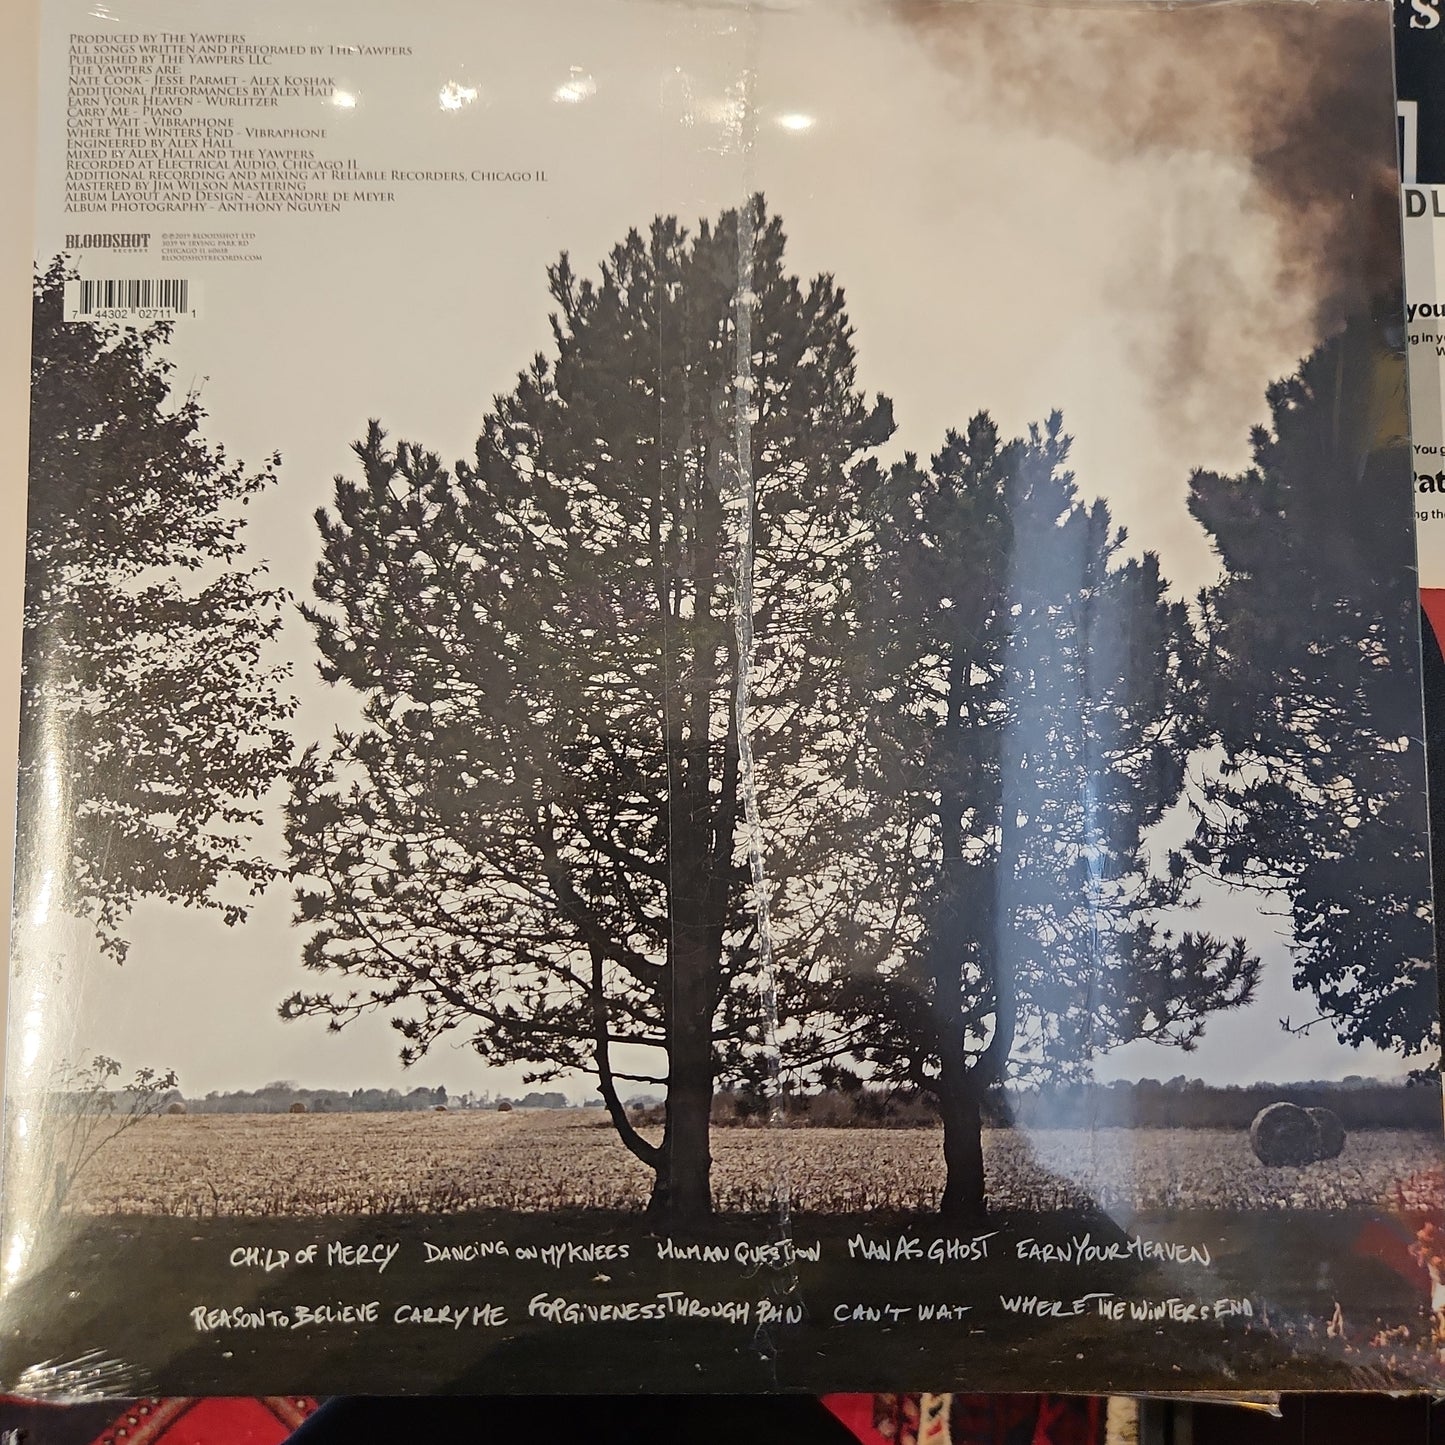 PRODUCED BY THE YAWPERS
ALL SONGS WRITTEN AND PERFORMED BY THE YAWPERS
PUBLISHED BY THE YAWPERS LLC
THE YAWPERS ARE:
NATE COOK - JESSE PARMET - ALEX KOSHAK
ADDITIONAL PERFORMANCES BY ALEX HALL
EARN YOUR HEAVEN - WURLITZER
CARRY ME - PIANO
CAN'T WAIT - VIBRAPHONE
WHERE THE WINTERS END - VIBRAPHONE
ENGINEERED BY ALEX HALL
MIXED BY ALEX HALL AND THE YAWPERS
RECORDED AT ELECTRICAL AUDIO, CHICAGO IL
ADDITIONAL RECORDING AND MIXING AT RELIABLE RECORDERS, CHICAGO IL
MASTERED BY JIM WILSON MASTERING
ALBUM LAYOUT AND DESIGN - ALEXANDRE DE MEYER
ALBUM PHOTOGRAPHY - ANTHONY NGUYEN
BLOODSHOT
RECORDS
©℗2019 BLOODSHOT LTD
3039 W IRVING PARK RD
CHICAGO IL 60618
BLOODSHOTRECORDS.COM
7 44302 02711 1
CHILD OF MERCY DANCING ON MY KNEES HUMAN QUESTION MAN AS GHOST EARN YOUR HEAVEN
REASON TO BELIEVE CARRY ME FORGIVENESS THROUGH PAIN CAN'T WAIT WHERE THE WINTERS END